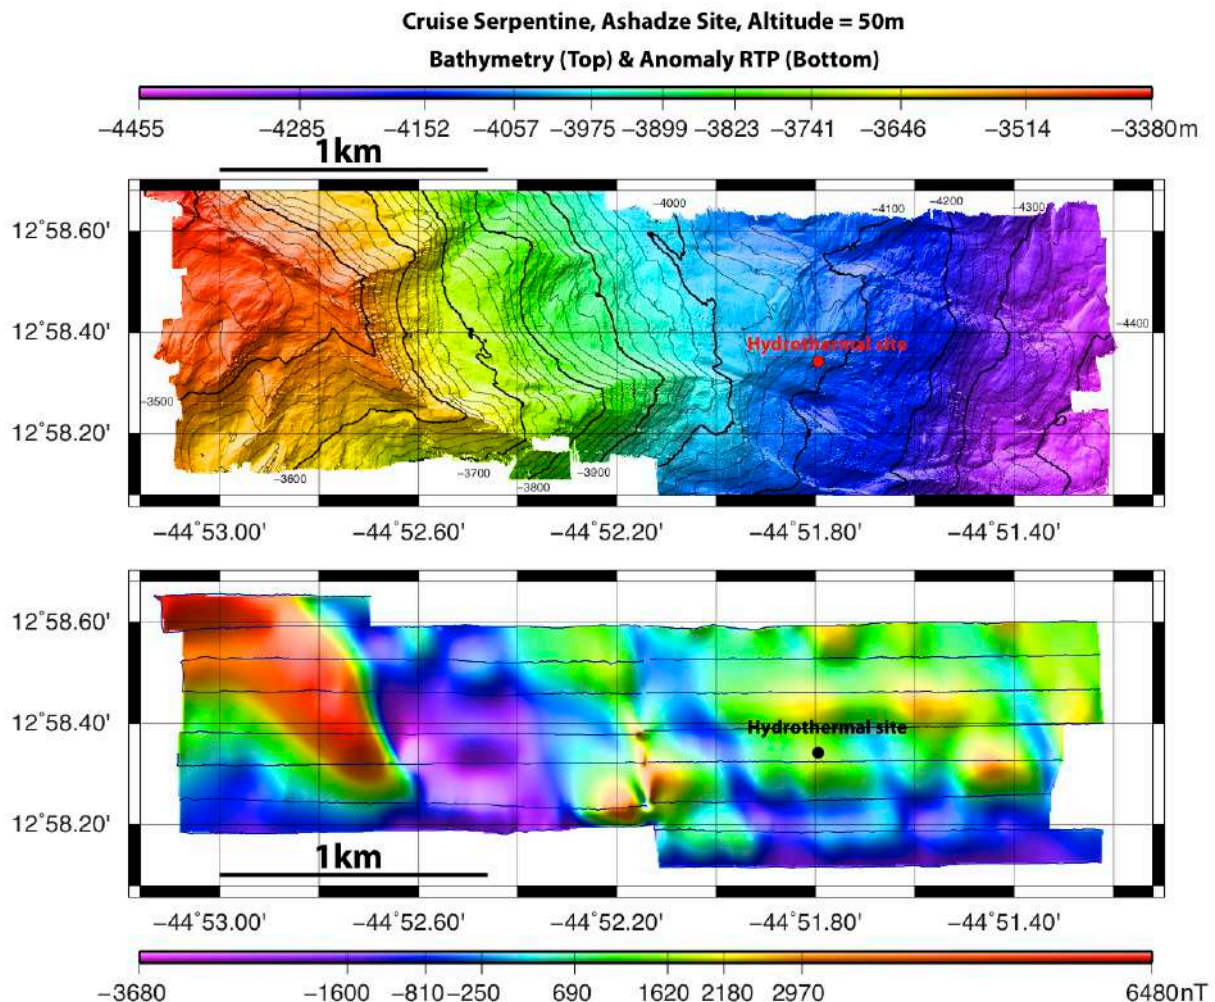 Cruise Serpentine, Ashadze Site, Altitude = 50m
Bathymetry (Top) & Anomaly RTP (Bottom)
−4455 −4285 −4152 −4057 −3975 −3899 −3823 −3741 −3646 −3514 −3380m
1km
−4000 −4100 −4200 −4300
12˚58.60'
12˚58.40'
−4400
Hydrothermal site
−3500
12˚58.20'
−3600 −3700 −3800 −3900
−44˚53.00' −44˚52.60' −44˚52.20' −44˚51.80' −44˚51.40'
12˚58.60'
12˚58.40'
Hydrothermal site
12˚58.20'
1km
−44˚53.00' −44˚52.60' −44˚52.20' −44˚51.80' −44˚51.40'
−3680 −1600 −810 −250 690 1620 2180 2970 6480nT